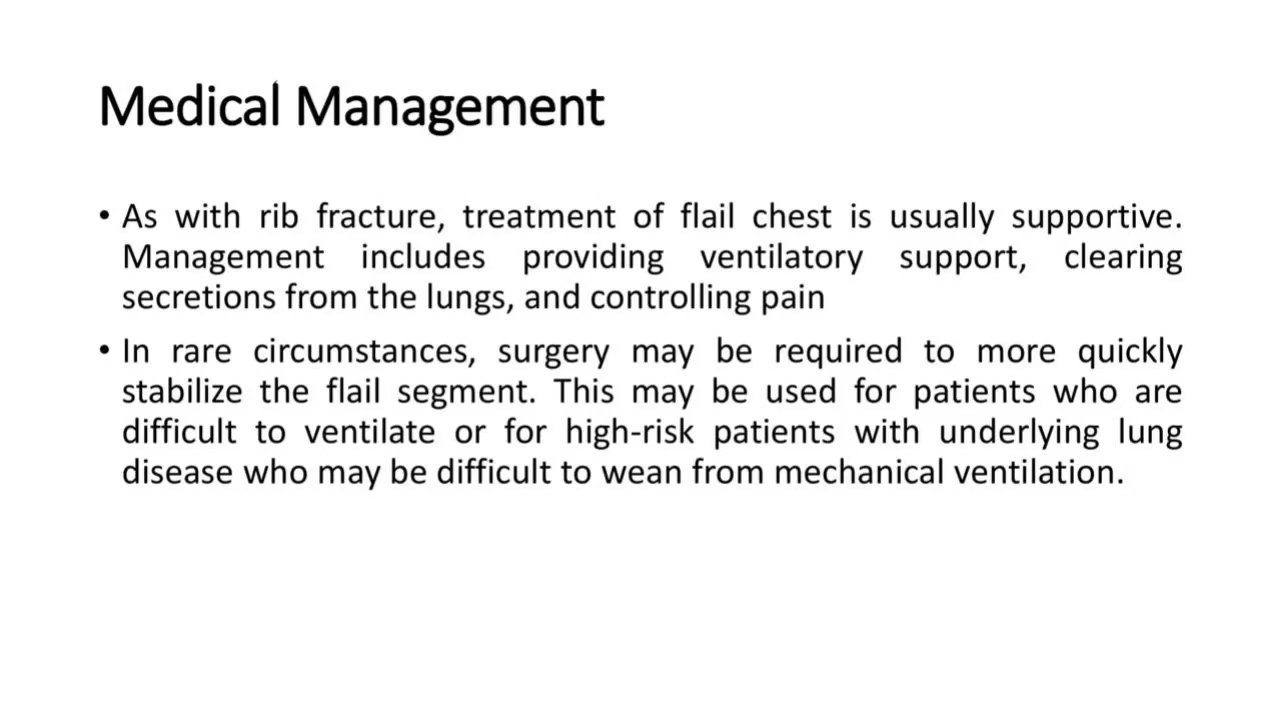 Medical Management
• As with rib fracture, treatment of flail chest is usually supportive.
Management includes providing ventilatory support, clearing
secretions from the lungs, and controlling pain
• In rare circumstances, surgery may be required to more quickly
stabilize the flail segment. This may be used for patients who are
difficult to ventilate or for high-risk patients with underlying lung
disease who may be difficult to wean from mechanical ventilation.